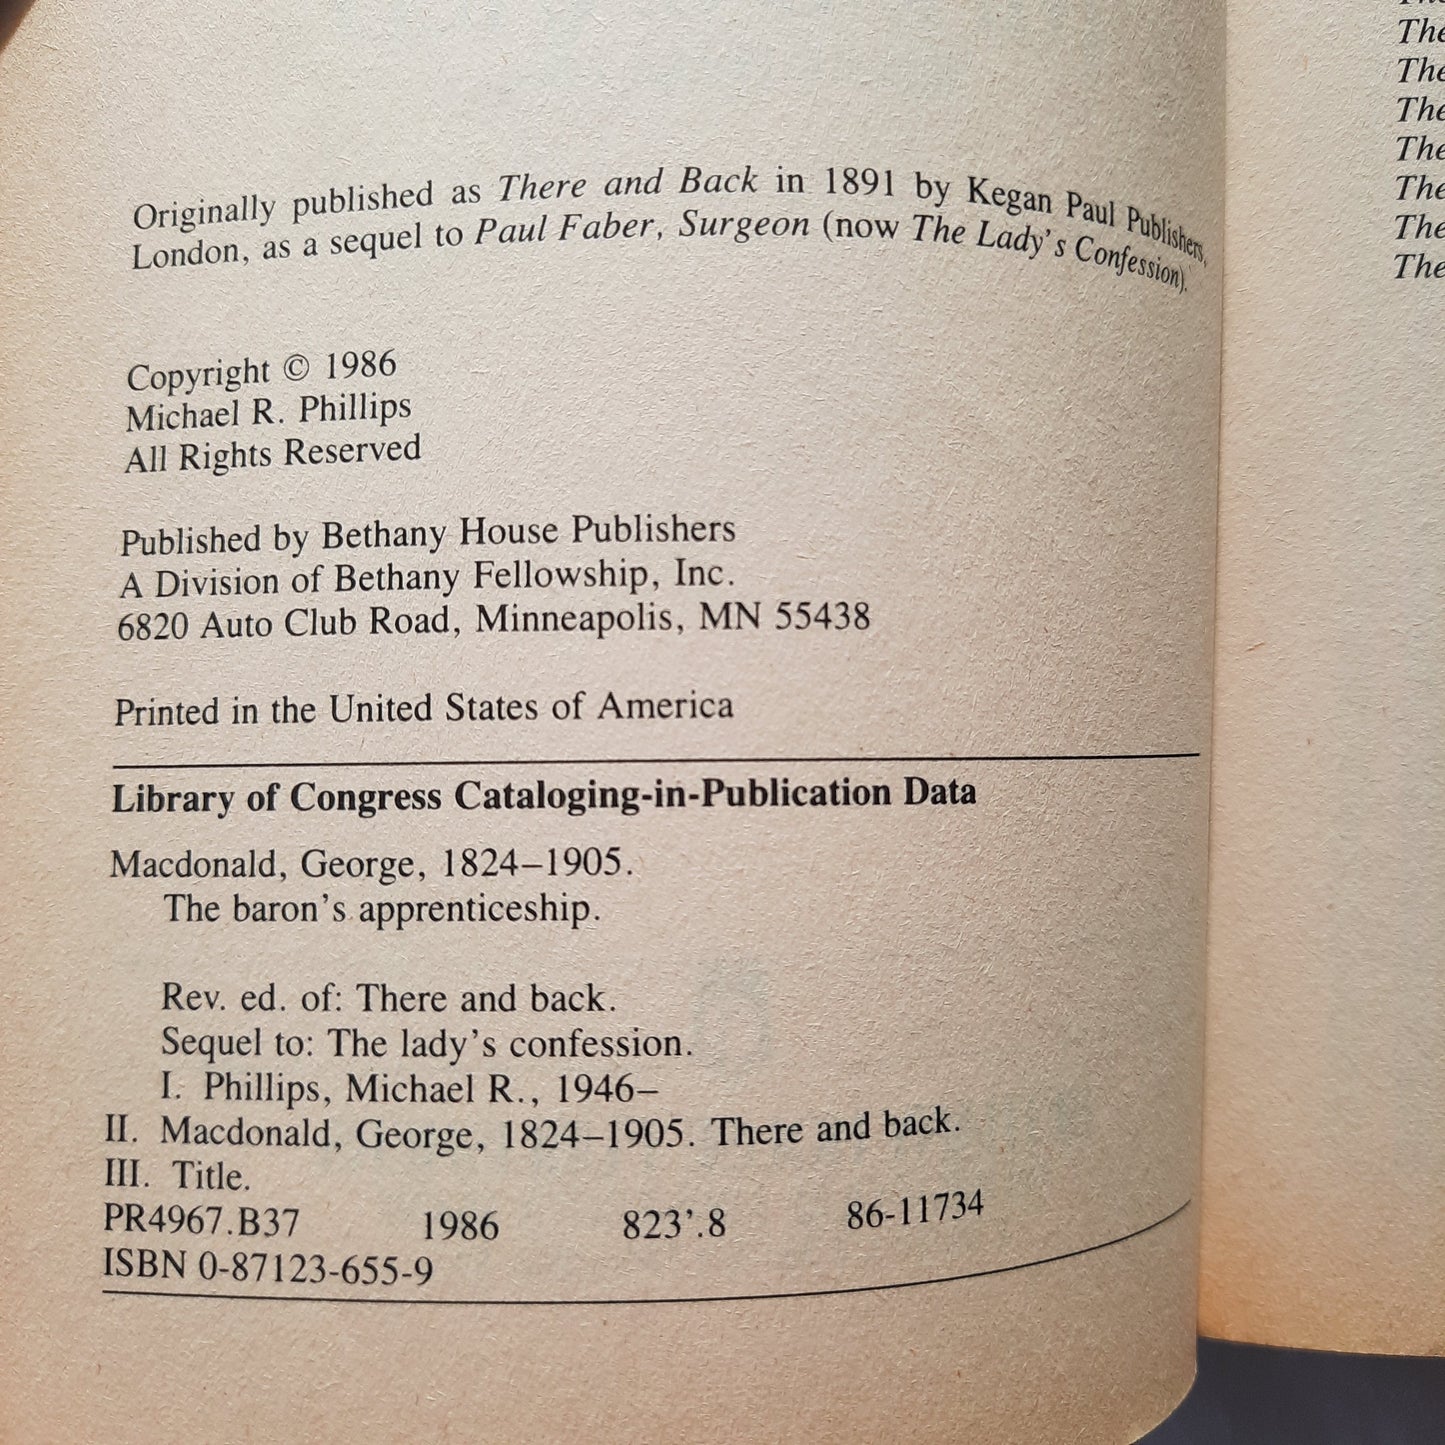 Originally published as There and Back in 1891 by Kegan Paul Publishers,
London, as a sequel to Paul Faber, Surgeon (now The Lady's Confession).
Copyright © 1986
Michael R. Phillips
All Rights Reserved
Published by Bethany House Publishers
A Division of Bethany Fellowship, Inc.
6820 Auto Club Road, Minneapolis, MN 55438
Printed in the United States of America
Library of Congress Cataloging-in-Publication Data
Macdonald, George, 1824–1905.
The baron's apprenticeship.
Rev. ed. of: There and back.
Sequel to: The lady's confession.
I. Phillips, Michael R., 1946–
II. Macdonald, George, 1824–1905. There and back.
III. Title.
PR4967.B37 1986 823'.8 86-11734
ISBN 0-87123-655-9
The
The
The
The
The
The
The